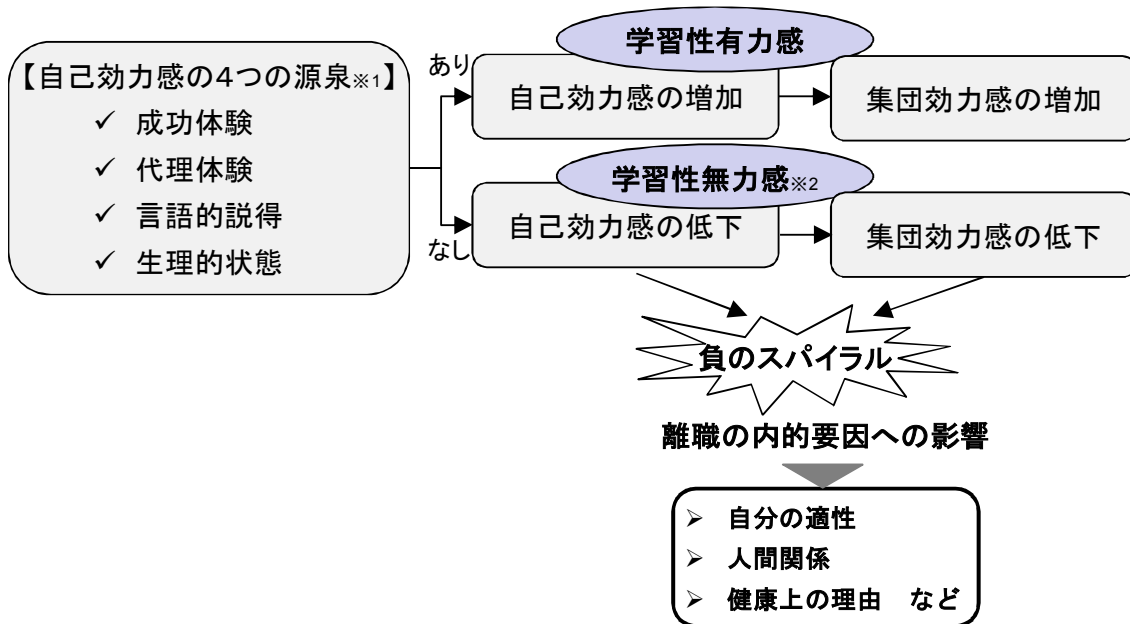 【自己効力感の4つの源泉※1】
✓ 成功体験
✓ 代理体験
✓ 言語的説得
✓ 生理的状態
あり
なし
学習性有力感
自己効力感の増加
集団効力感の増加
学習性無力感※2
自己効力感の低下
集団効力感の低下
負のスパイラル
離職の内的要因への影響
➢ 自分の適性
➢ 人間関係
➢ 健康上の理由　など